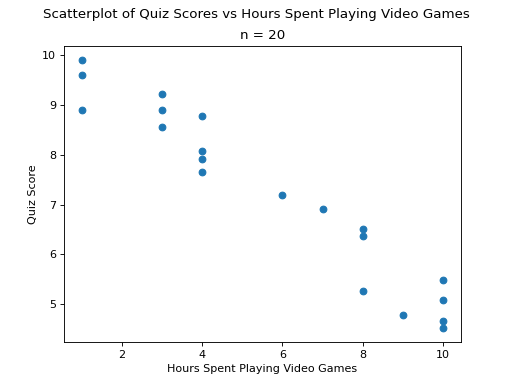 Scatterplot of Quiz Scores vs Hours Spent Playing Video Games
n = 20
10
9
8
7
6
5
Quiz Score
2 4 6 8 10
Hours Spent Playing Video Games